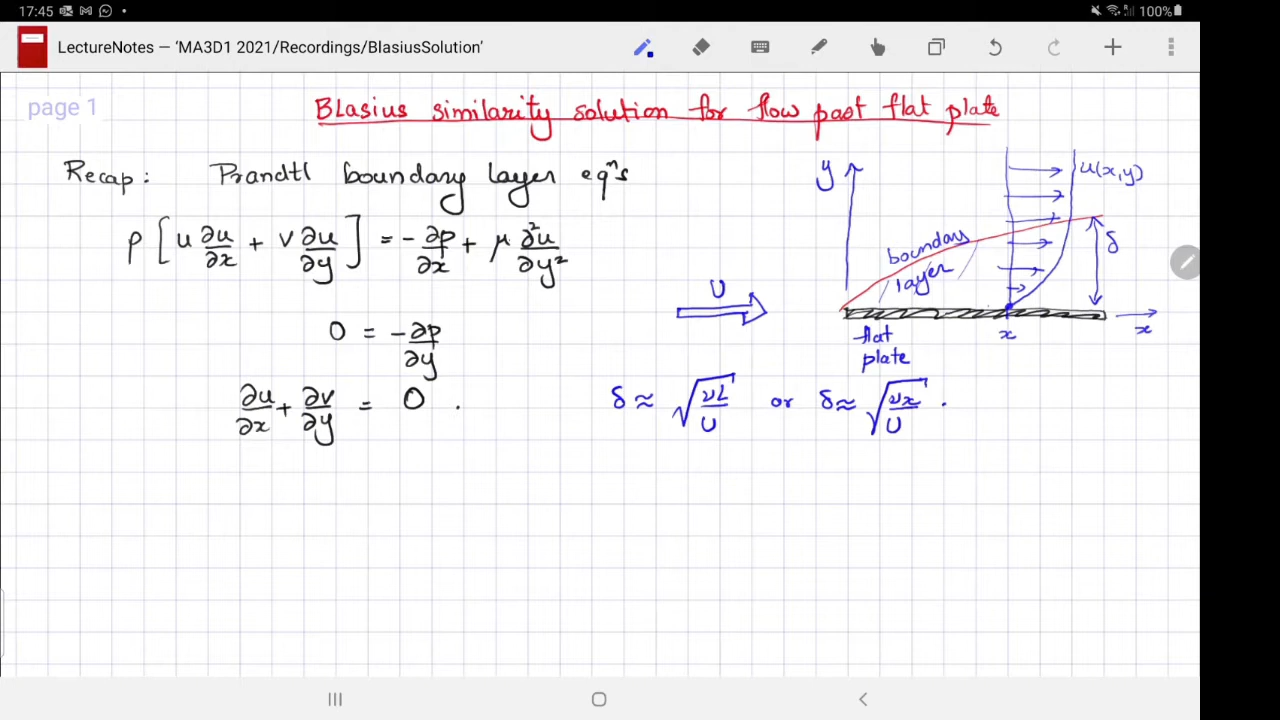 17:45
100%
LectureNotes — ‘MA3D1 2021/Recordings/BlasiusSolution’
page 1
Blasius similarity solution for flow past flat plate
Recap: Prandtl boundary layer eqⁿs
ρ[u ∂u/∂x + v ∂u/∂y] = -∂p/∂x + μ ∂²u/∂y²
0 = -∂p/∂y
∂u/∂x + ∂v/∂y = 0 .
y
u(x,y)
boundary
layer
δ
U
x
x
flat
plate
δ ≈ √(νL/U) or δ ≈ √(νx/U) .